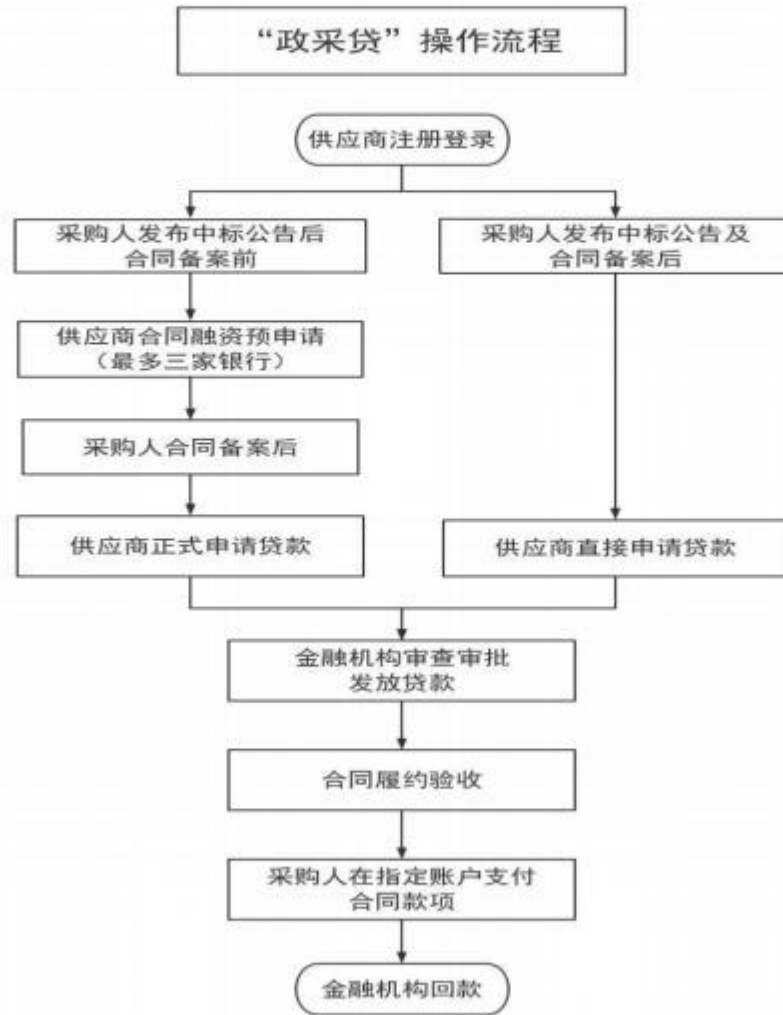 “政采贷”操作流程
供应商注册登录
采购人发布中标公告后
合同备案前
采购人发布中标公告及
合同备案后
供应商合同融资预申请
（最多三家银行）
采购人合同备案后
供应商正式申请贷款
供应商直接申请贷款
金融机构审查审批
发放贷款
合同履约验收
采购人在指定账户支付
合同款项
金融机构回款